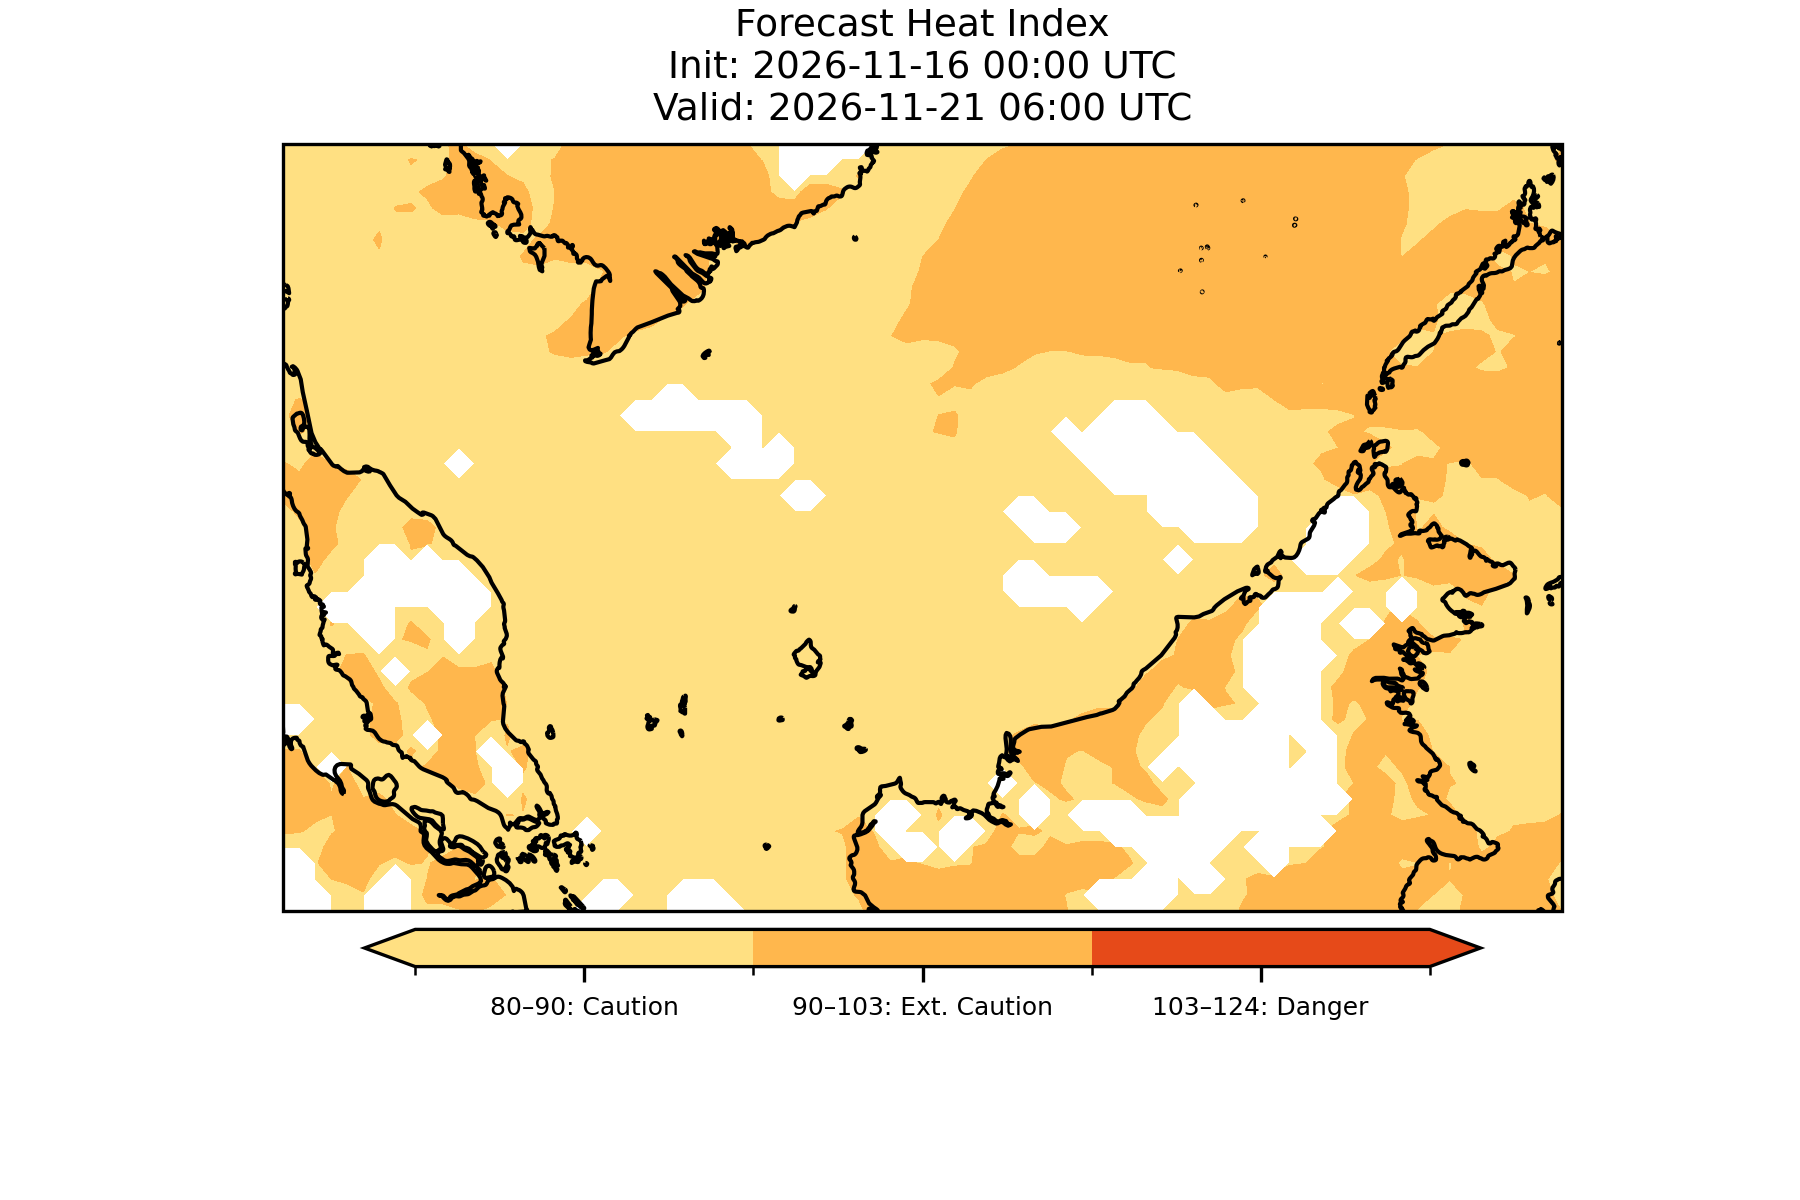 Forecast Heat Index
Init: 2026-11-16 00:00 UTC
Valid: 2026-11-21 06:00 UTC
80–90: Caution
90–103: Ext. Caution
103–124: Danger